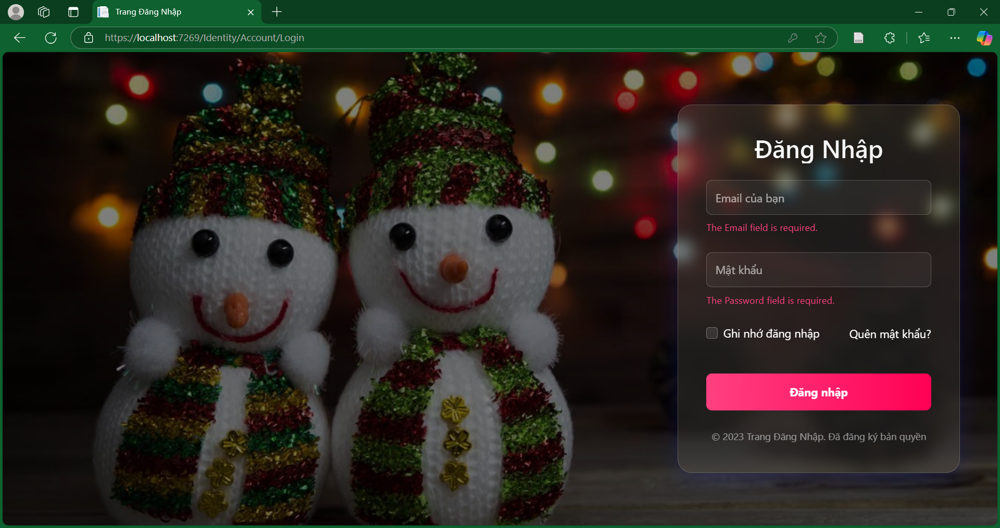 Trang Đăng Nhập
https://localhost:7269/Identity/Account/Login
Đăng Nhập
Email của bạn
The Email field is required.
Mật khẩu
The Password field is required.
Ghi nhớ đăng nhập
Quên mật khẩu?
Đăng nhập
© 2023 Trang Đăng Nhập. Đã đăng ký bản quyền